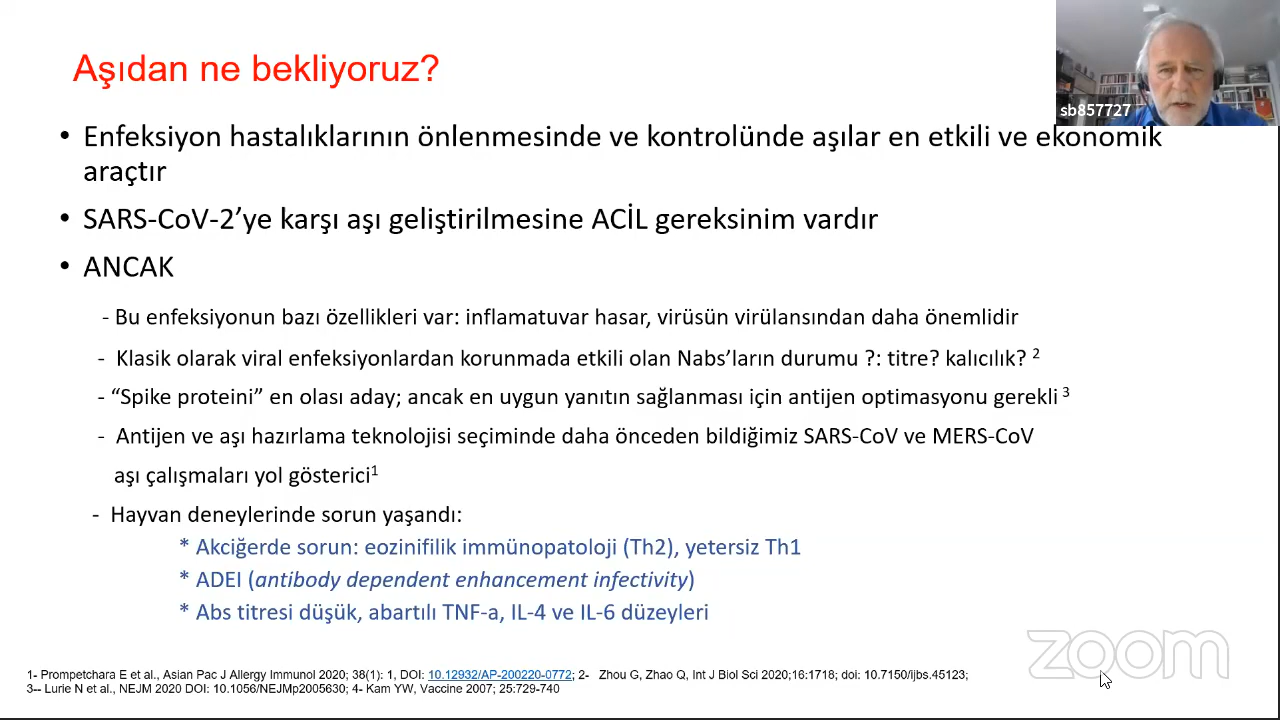 Aşıdan ne bekliyoruz?
sb857727
• Enfeksiyon hastalıklarının önlenmesinde ve kontrolünde aşılar en etkili ve ekonomik
araçtır
• SARS-CoV-2’ye karşı aşı geliştirilmesine ACİL gereksinim vardır
• ANCAK
- Bu enfeksiyonun bazı özellikleri var: inflamatuvar hasar, virüsün virülansından daha önemlidir
- Klasik olarak viral enfeksiyonlardan korunmada etkili olan Nabs’ların durumu ?: titre? kalıcılık? 2
- “Spike proteini” en olası aday; ancak en uygun yanıtın sağlanması için antijen optimasyonu gerekli 3
- Antijen ve aşı hazırlama teknolojisi seçiminde daha önceden bildiğimiz SARS-CoV ve MERS-CoV
aşı çalışmaları yol gösterici1
- Hayvan deneylerinde sorun yaşandı:
* Akciğerde sorun: eozinifilik immünopatoloji (Th2), yetersiz Th1
* ADEI (antibody dependent enhancement infectivity)
* Abs titresi düşük, abartılı TNF-a, IL-4 ve IL-6 düzeyleri
zoom
1- Prompetchara E et al., Asian Pac J Allergy Immunol 2020; 38(1): 1, DOI: 10.12932/AP-200220-0772; 2- Zhou G, Zhao Q, Int J Biol Sci 2020;16:1718; doi: 10.7150/ijbs.45123;
3-- Lurie N et al., NEJM 2020 DOI: 10.1056/NEJMp2005630; 4- Kam YW, Vaccine 2007; 25:729-740